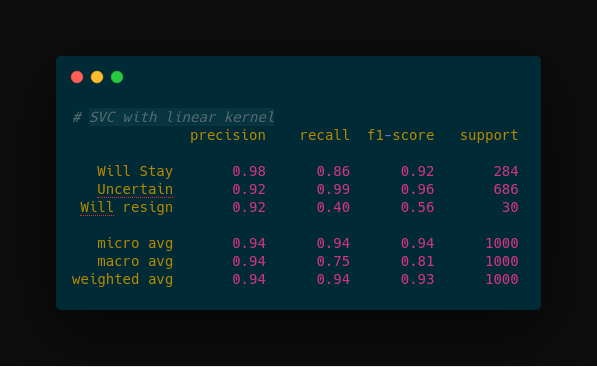 # SVC with linear kernel
precision recall f1-score support
Will Stay 0.98 0.86 0.92 284
Uncertain 0.92 0.99 0.96 686
Will resign 0.92 0.40 0.56 30
micro avg 0.94 0.94 0.94 1000
macro avg 0.94 0.75 0.81 1000
weighted avg 0.94 0.94 0.93 1000